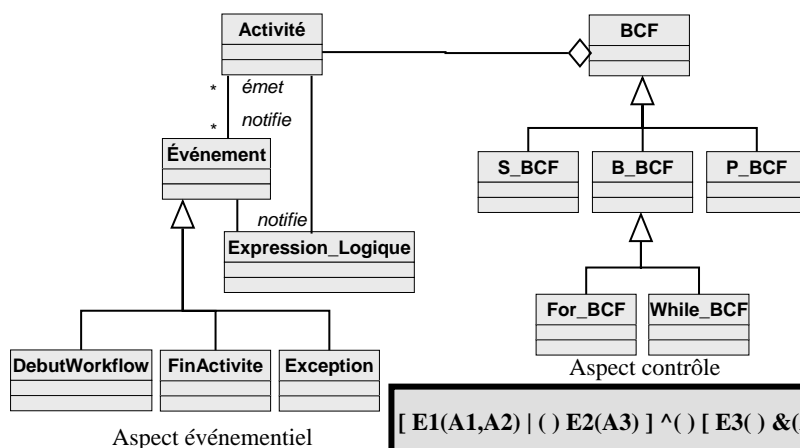 Activité
BCF
* émet
* notifie
Événement
S_BCF B_BCF P_BCF
notifie
Expression_Logique
For_BCF While_BCF
DebutWorkflow FinActivite Exception
Aspect contrôle
Aspect événementiel
[ E1(A1,A2) | ( ) E2(A3) ] ^( ) [ E3( ) &(